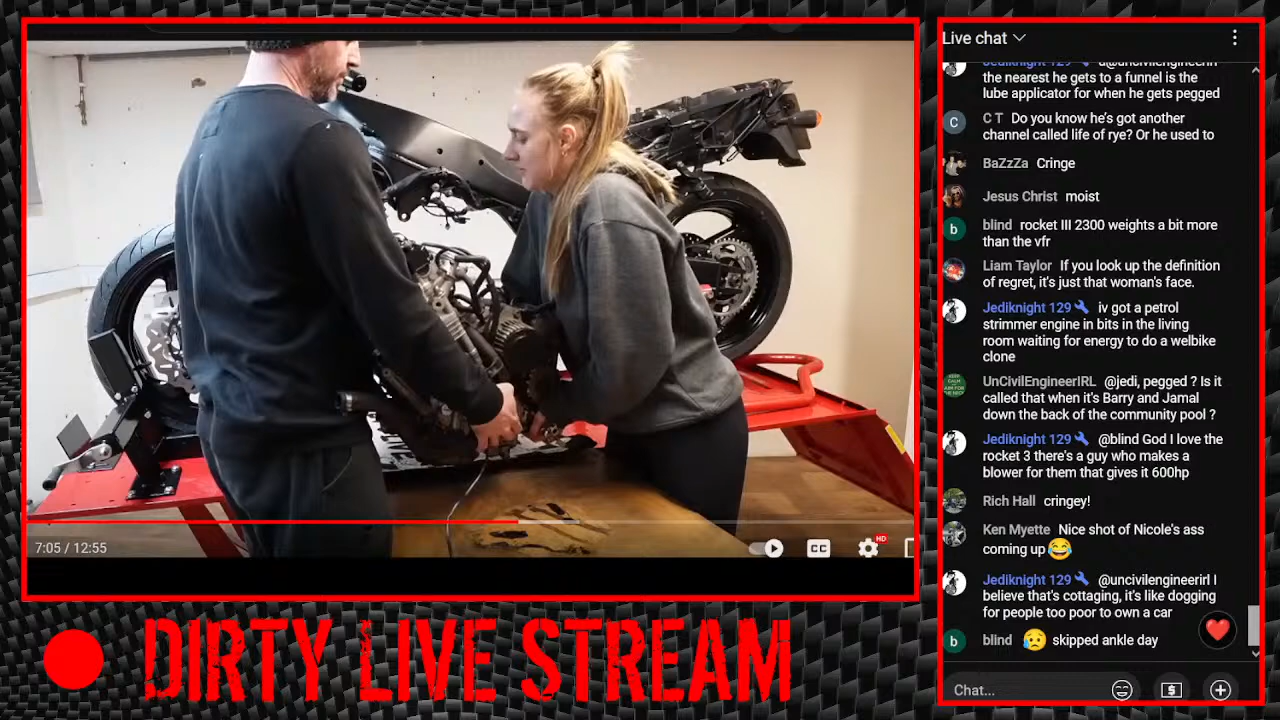 7:05 / 12:55
CC
HD
DIRTY LIVE STREAM
Live chat
Jediknight 129 @uncivilengineerirl
the nearest he gets to a funnel is the
lube applicator for when he gets pegged
C
C T Do you know he's got another
channel called life of rye? Or he used to
BaZzZa Cringe
Jesus Christ moist
b
blind rocket III 2300 weights a bit more
than the vfr
Liam Taylor If you look up the definition
of regret, it's just that woman's face.
Jediknight 129 iv got a petrol
strimmer engine in bits in the living
room waiting for energy to do a welbike
clone
UnCivilEngineerIRL @jedi, pegged ? Is it
called that when it's Barry and Jamal
down the back of the community pool ?
Jediknight 129 @blind God I love the
rocket 3 there's a guy who makes a
blower for them that gives it 600hp
Rich Hall cringey!
Ken Myette Nice shot of Nicole's ass
coming up 😂
Jediknight 129 @uncivilengineerirl I
believe that's cottaging, it's like dogging
for people too poor to own a car
b
blind 😥 skipped ankle day
Chat...